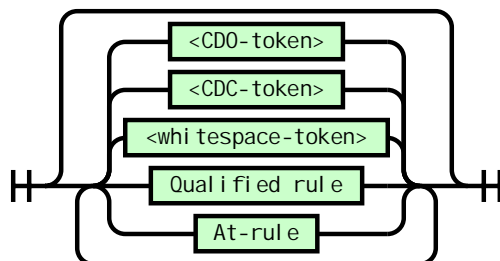 <CDO-token>
<CDC-token>
<whitespace-token>
Qualified rule
At-rule